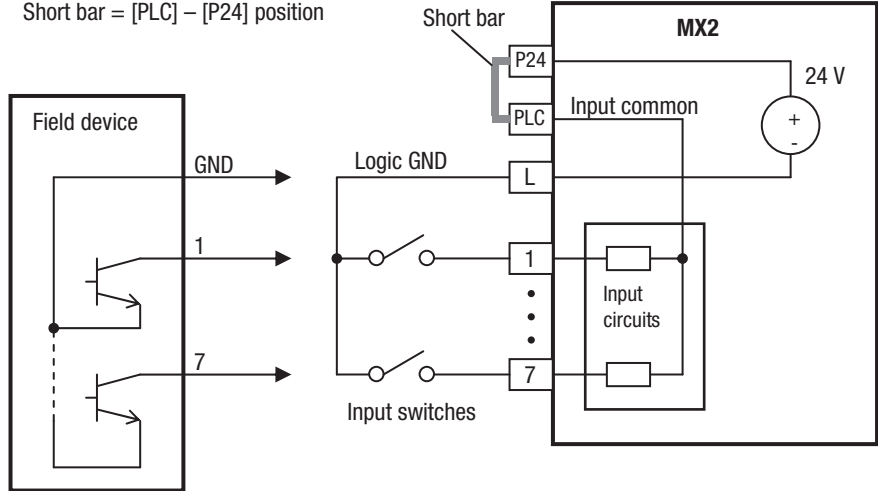 Short bar = [PLC] – [P24] position
Short bar
MX2
P24
24 V
PLC
Input common
+
-
Field device
GND
Logic GND
L
1
1
Input
circuits
7
7
Input switches